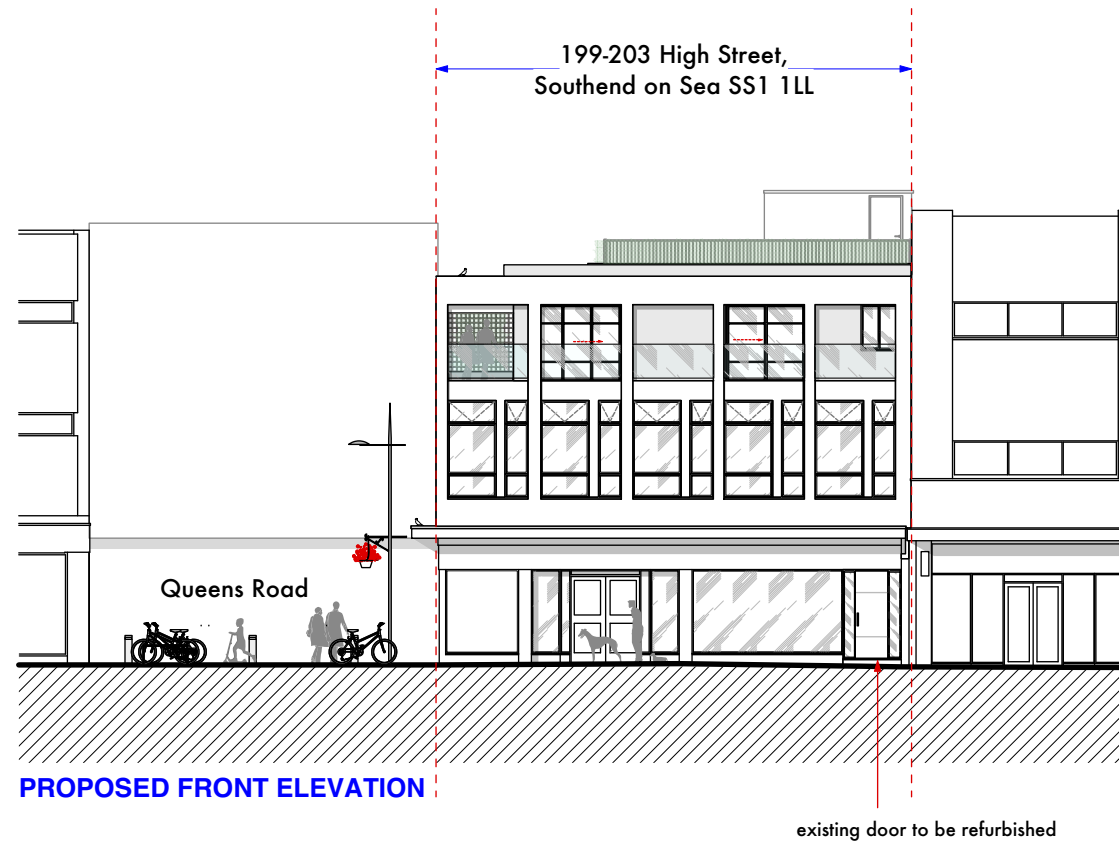 199-203 High Street,
Southend on Sea SS1 1LL
Queens Road
PROPOSED FRONT ELEVATION
existing door to be refurbished